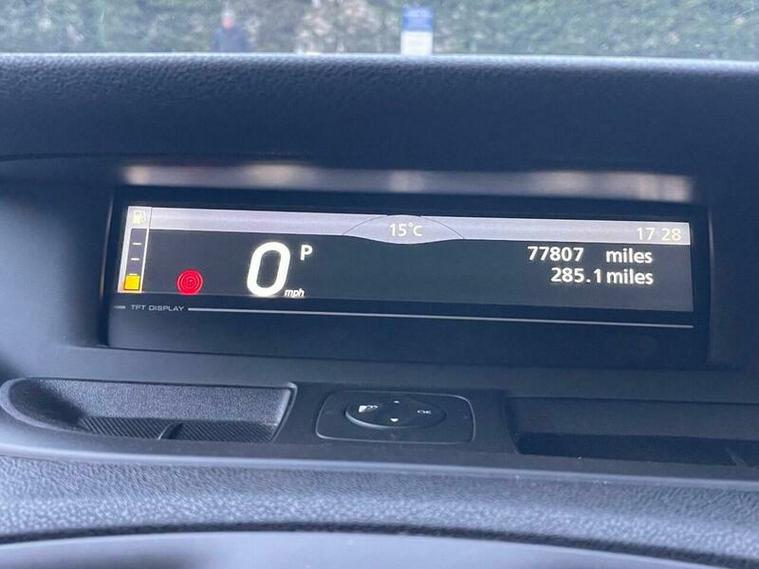 15°C
17 28
0 P
mph
77807 miles
285.1 miles
TFT DISPLAY